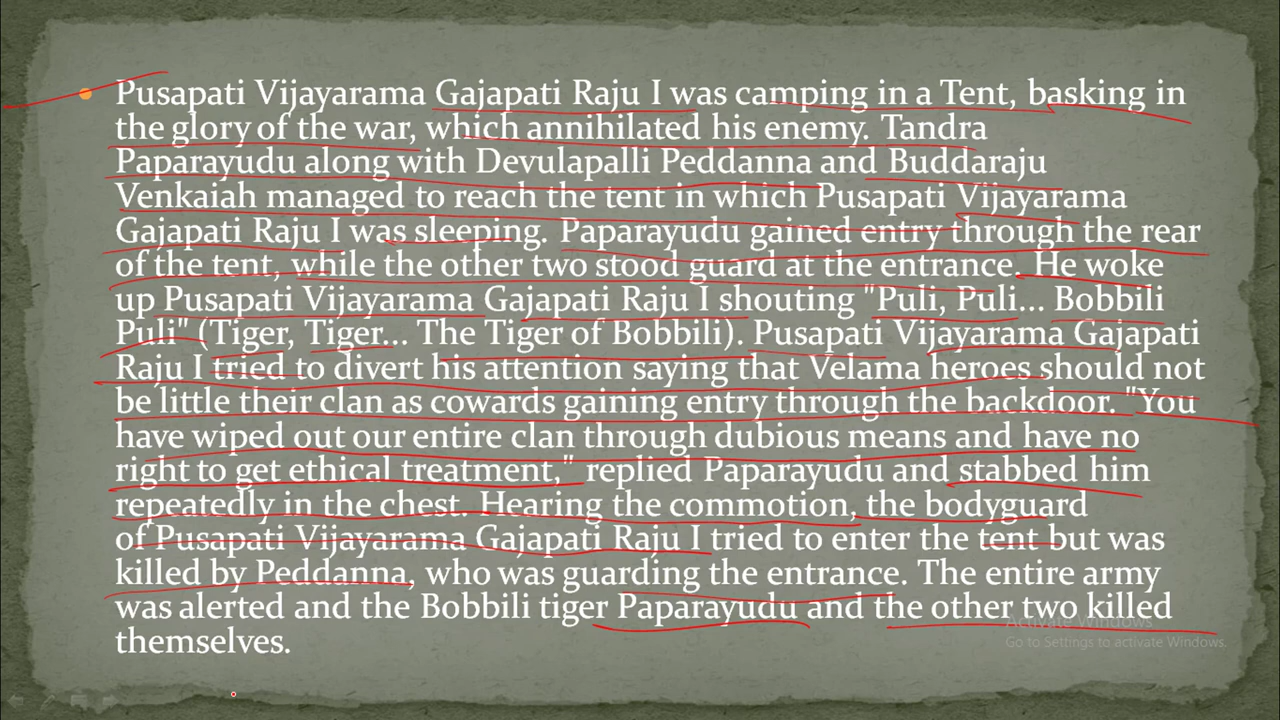 Pusapati Vijayarama Gajapati Raju I was camping in a Tent, basking in
the glory of the war, which annihilated his enemy. Tandra
Paparayudu along with Devulapalli Peddanna and Buddaraju
Venkaiah managed to reach the tent in which Pusapati Vijayarama
Gajapati Raju I was sleeping. Paparayudu gained entry through the rear
of the tent, while the other two stood guard at the entrance. He woke
up Pusapati Vijayarama Gajapati Raju I shouting "Puli, Puli... Bobbili
Puli" (Tiger, Tiger... The Tiger of Bobbili). Pusapati Vijayarama Gajapati
Raju I tried to divert his attention saying that Velama heroes should not
be little their clan as cowards gaining entry through the backdoor. "You
have wiped out our entire clan through dubious means and have no
right to get ethical treatment," replied Paparayudu and stabbed him
repeatedly in the chest. Hearing the commotion, the bodyguard
of Pusapati Vijayarama Gajapati Raju I tried to enter the tent but was
killed by Peddanna, who was guarding the entrance. The entire army
was alerted and the Bobbili tiger Paparayudu and the other two killed
themselves.
Activate Windows
Go to Settings to activate Windows.